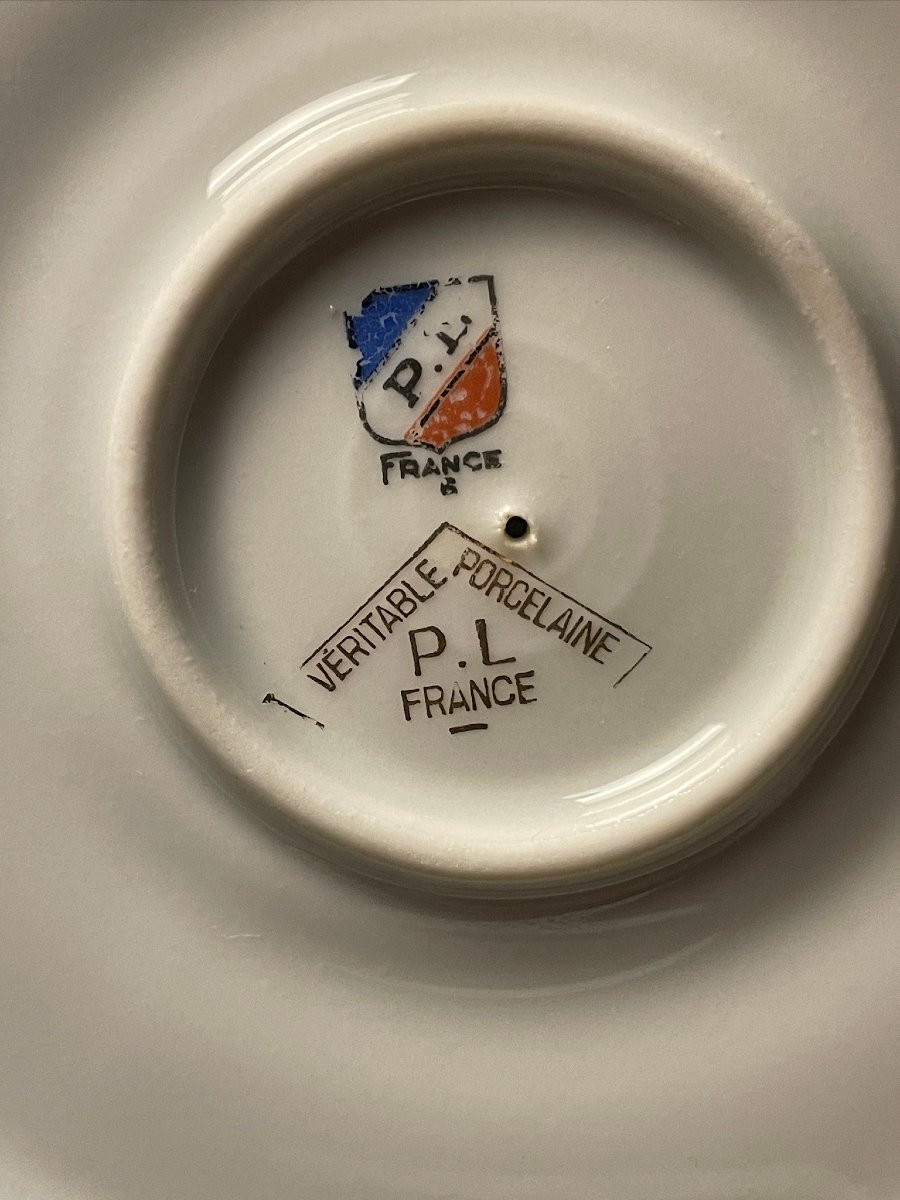 P.L.
FRANCE
6
VÉRITABLE PORCELAINE
P.L
FRANCE